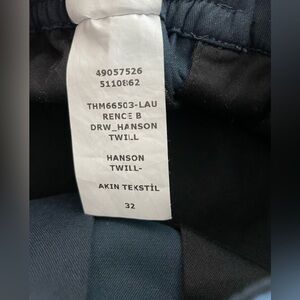 49057526
5110862
THM66503-LAU
RENCE B
DRW_HANSON
TWILL
HANSON
TWILL-
AKIN TEKSTİL
32